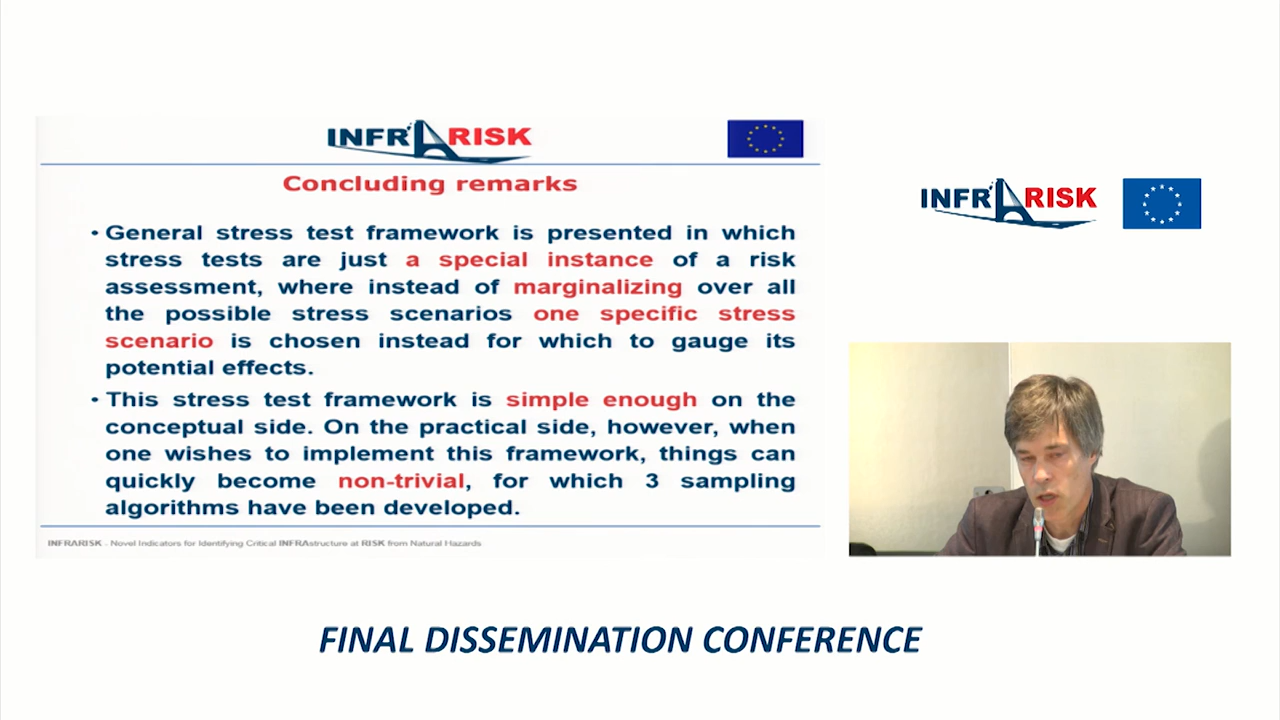 INFRARISK
Concluding remarks
• General stress test framework is presented in which
stress tests are just a special instance of a risk
assessment, where instead of marginalizing over all
the possible stress scenarios one specific stress
scenario is chosen instead for which to gauge its
potential effects.
• This stress test framework is simple enough on the
conceptual side. On the practical side, however, when
one wishes to implement this framework, things can
quickly become non-trivial, for which 3 sampling
algorithms have been developed.
INFRARISK - Novel Indicators for Identifying Critical INFRAstructure at RISK from Natural Hazards
INFRARISK
FINAL DISSEMINATION CONFERENCE